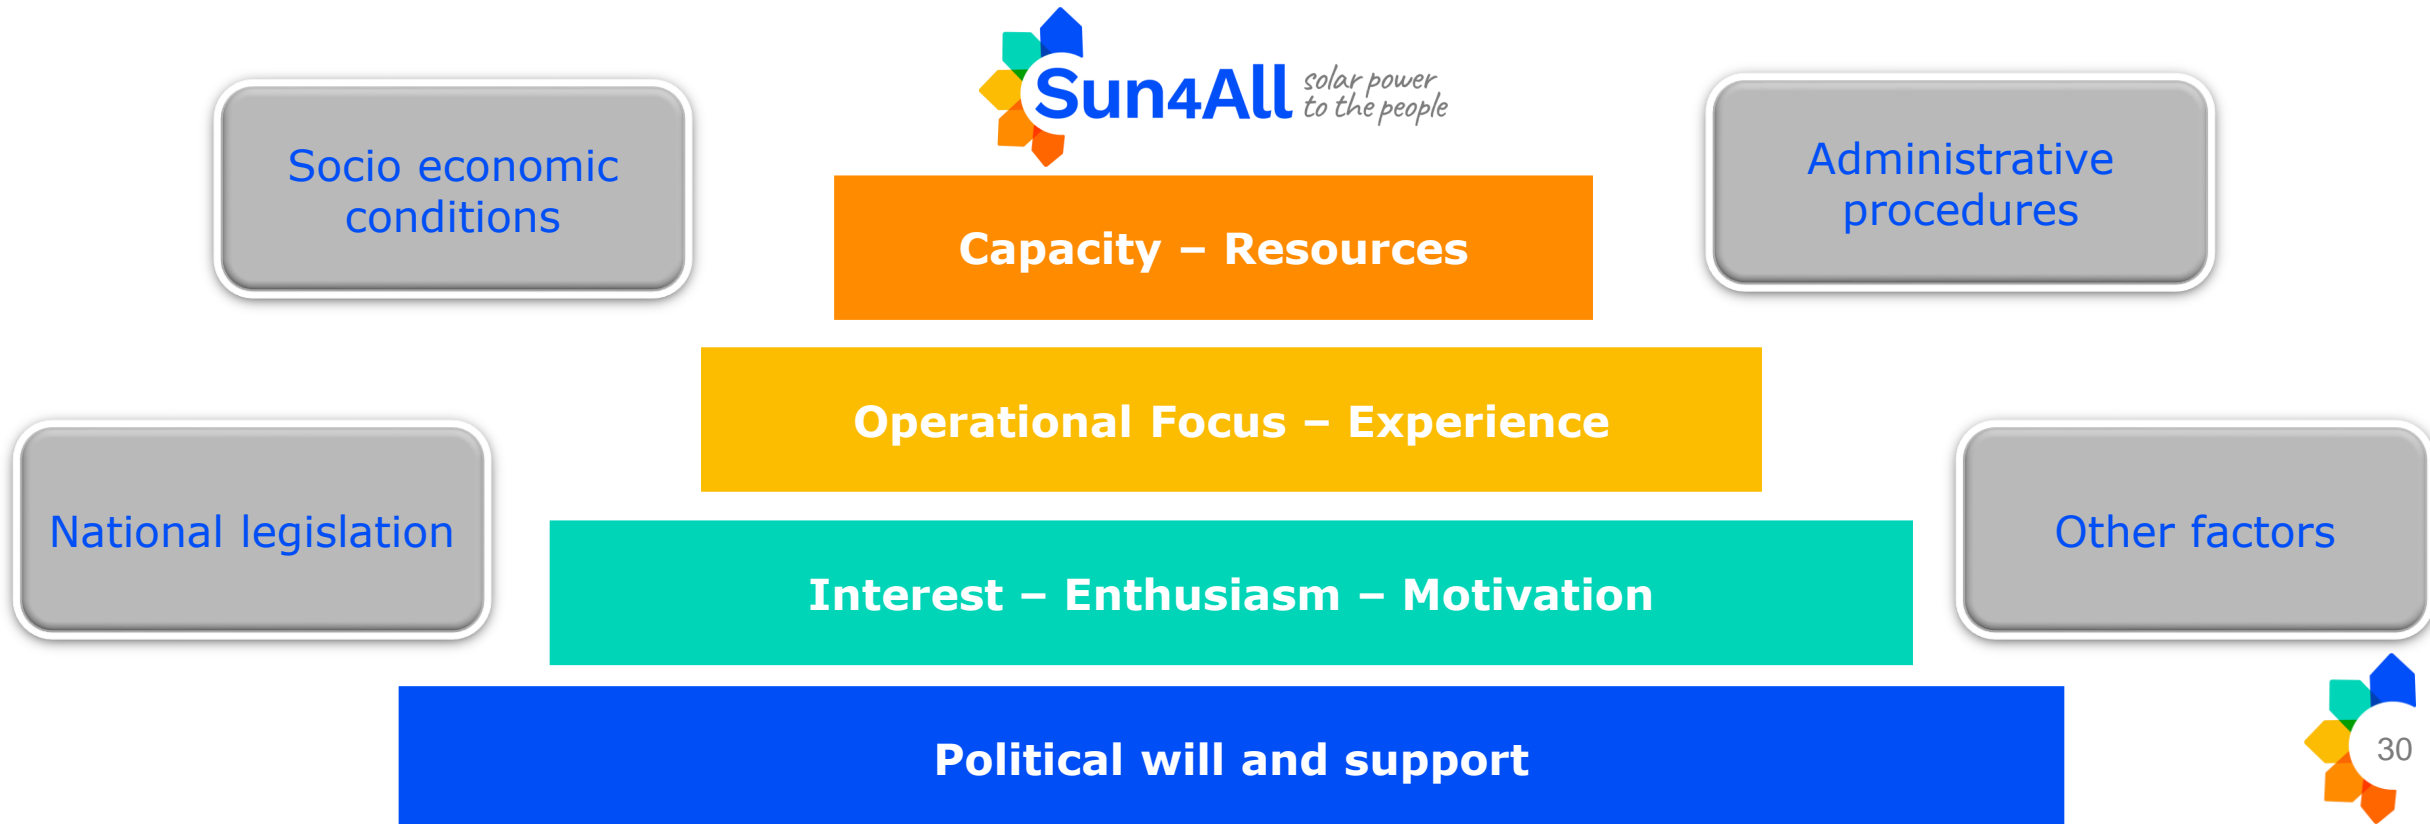 Sun4All
solar power
to the people
Socio economic
conditions
Administrative
procedures
Capacity – Resources
Operational Focus – Experience
National legislation
Other factors
Interest – Enthusiasm – Motivation
Political will and support
30